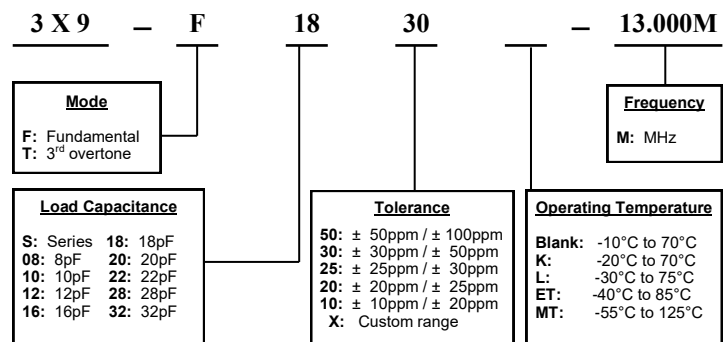 3 X 9 – F 18 30 – 13.000M
Mode
F: Fundamental
T: 3rd overtone
Frequency
M: MHz
Load Capacitance
S: Series 18: 18pF
08: 8pF 20: 20pF
10: 10pF 22: 22pF
12: 12pF 28: 28pF
16: 16pF 32: 32pF
Tolerance
50: ± 50ppm / ± 100ppm
30: ± 30ppm / ± 50ppm
25: ± 25ppm / ± 30ppm
20: ± 20ppm / ± 25ppm
10: ± 10ppm / ± 20ppm
X: Custom range
Operating Temperature
Blank: -10°C to 70°C
K: -20°C to 70°C
L: -30°C to 75°C
ET: -40°C to 85°C
MT: -55°C to 125°C